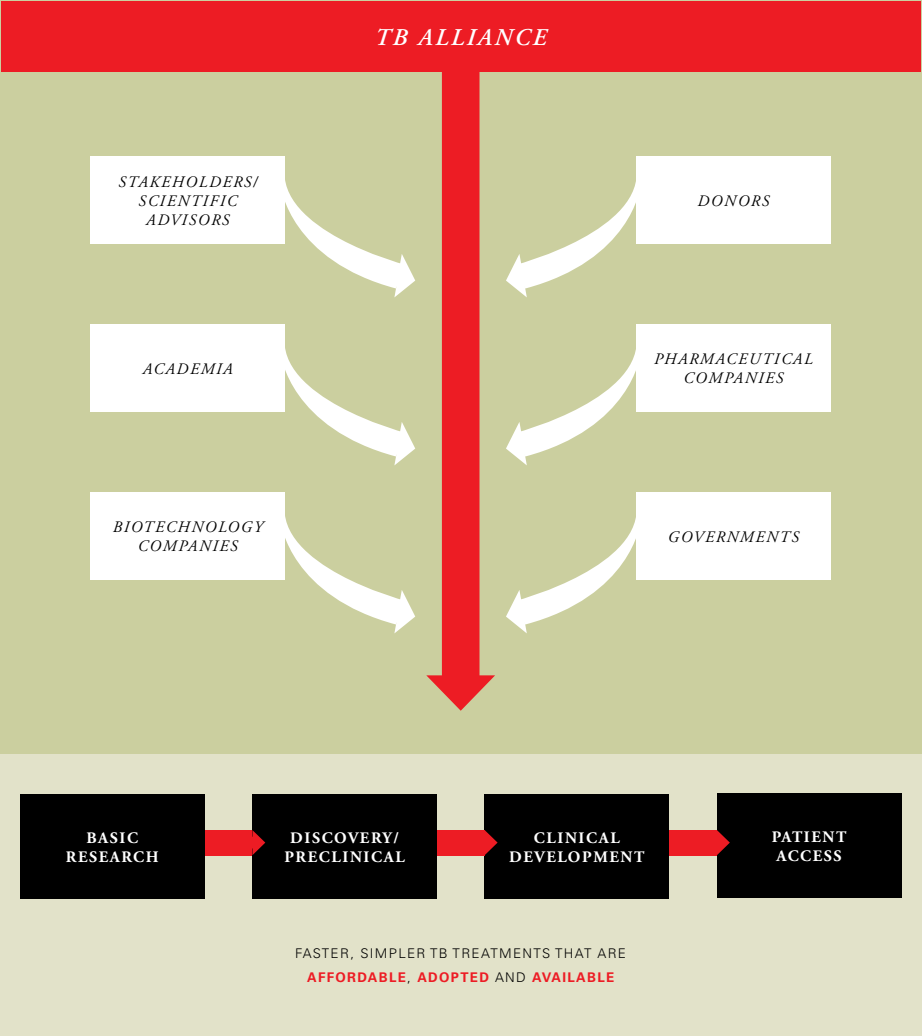 TB ALLIANCE
STAKEHOLDERS/
SCIENTIFIC
ADVISORS
DONORS
ACADEMIA
PHARMACEUTICAL
COMPANIES
BIOTECHNOLOGY
COMPANIES
GOVERNMENTS
BASIC
RESEARCH
DISCOVERY/
PRECLINICAL
CLINICAL
DEVELOPMENT
PATIENT
ACCESS
FASTER, SIMPLER TB TREATMENTS THAT ARE
AFFORDABLE, ADOPTED AND AVAILABLE